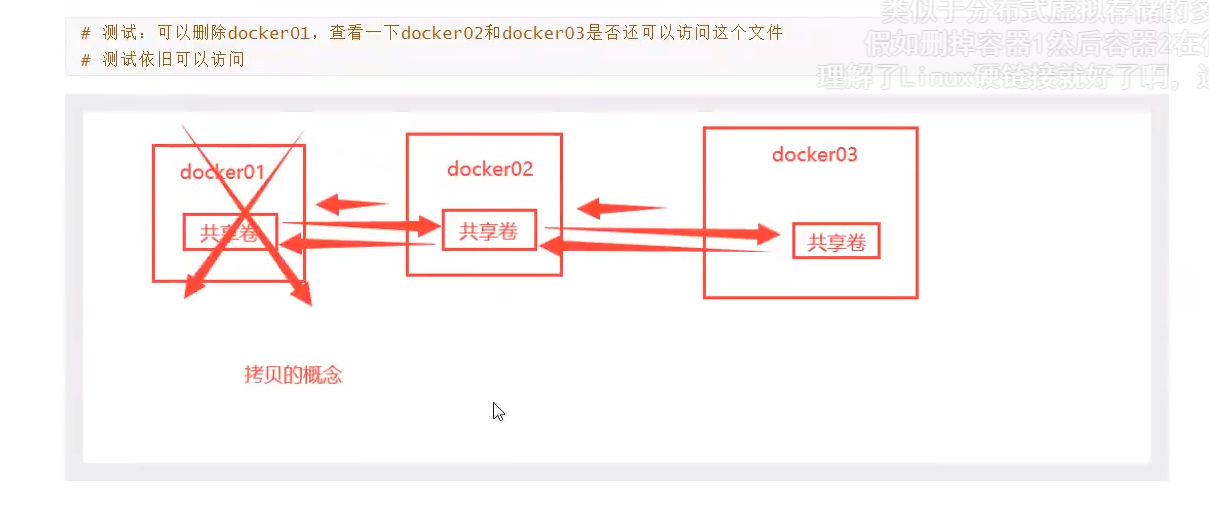 类似于分布式虚拟存储的多
# 测试：可以删除docker01，查看一下docker02和docker03是否还可以访问这个文件
假如删掉容器1然后容器2在
# 测试依旧可以访问
理解了Linux硬链接就好了啊，
docker01
docker02
docker03
共享卷
共享卷
共享卷
拷贝的概念